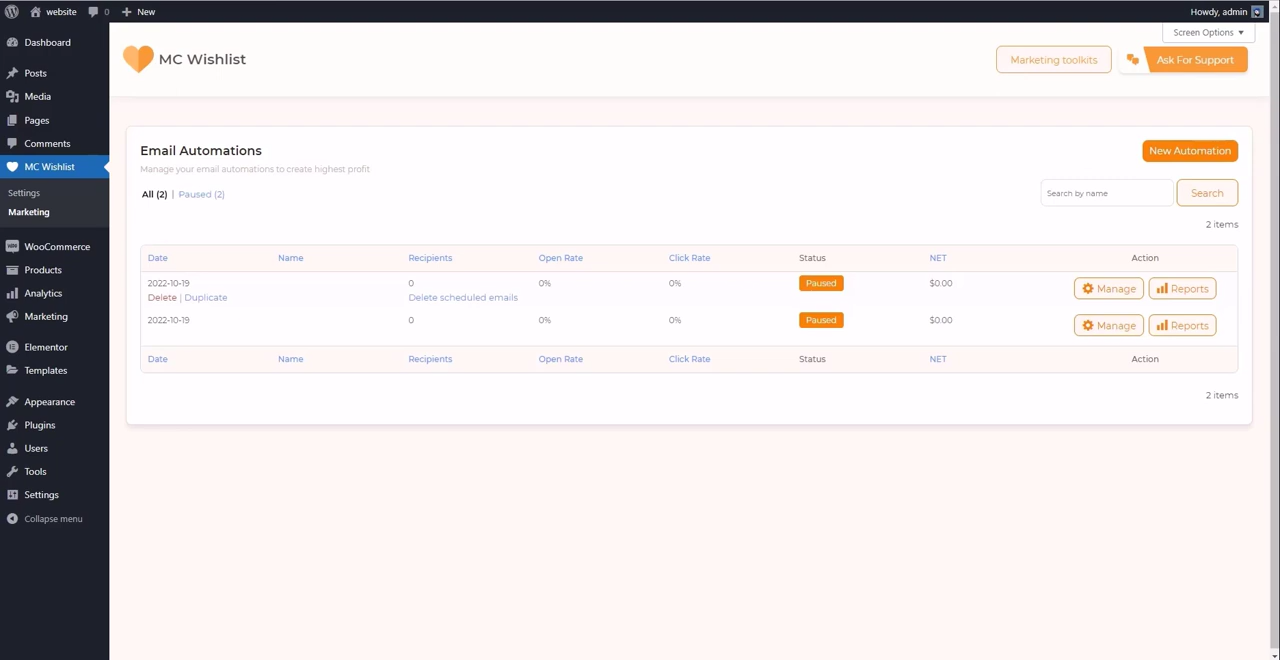 website 0 New Howdy, admin
Screen Options ▼
Dashboard
Posts
Media
Pages
Comments
MC Wishlist
Settings
Marketing
WooCommerce
Products
Analytics
Marketing
Elementor
Templates
Appearance
Plugins
Users
Tools
Settings
Collapse menu
MC Wishlist
Marketing toolkits
Ask For Support
Email Automations
New Automation
Manage your email automations to create highest profit
All (2) | Paused (2)
Search by name Search
2 items
Date Name Recipients Open Rate Click Rate Status NET Action
2022-10-19 0 0% 0% Paused $0.00 Manage Reports
Delete | Duplicate Delete scheduled emails
2022-10-19 0 0% 0% Paused $0.00 Manage Reports
Date Name Recipients Open Rate Click Rate Status NET Action
2 items